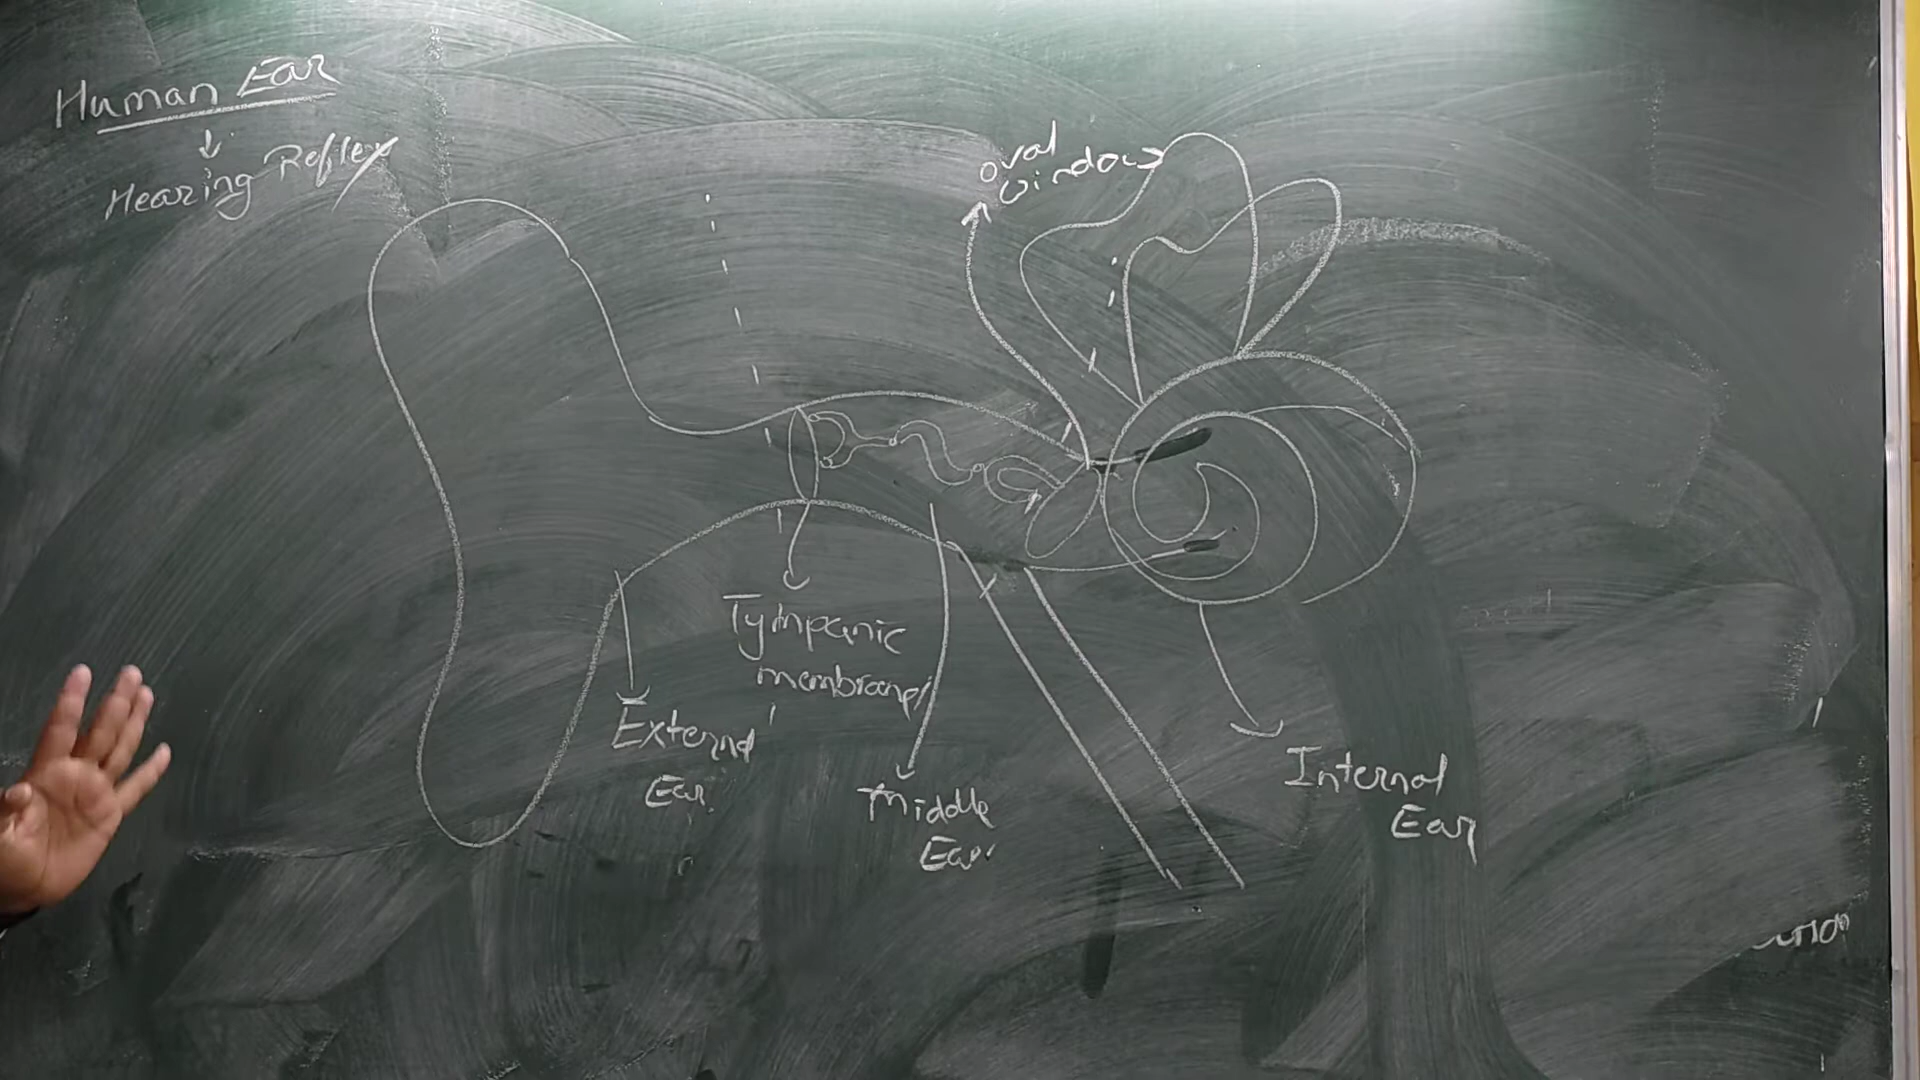 Human Ear
Hearing Reflex
oval
window
Tympanic
membrane
External
Ear
Middle
Ear
Internal
Ear